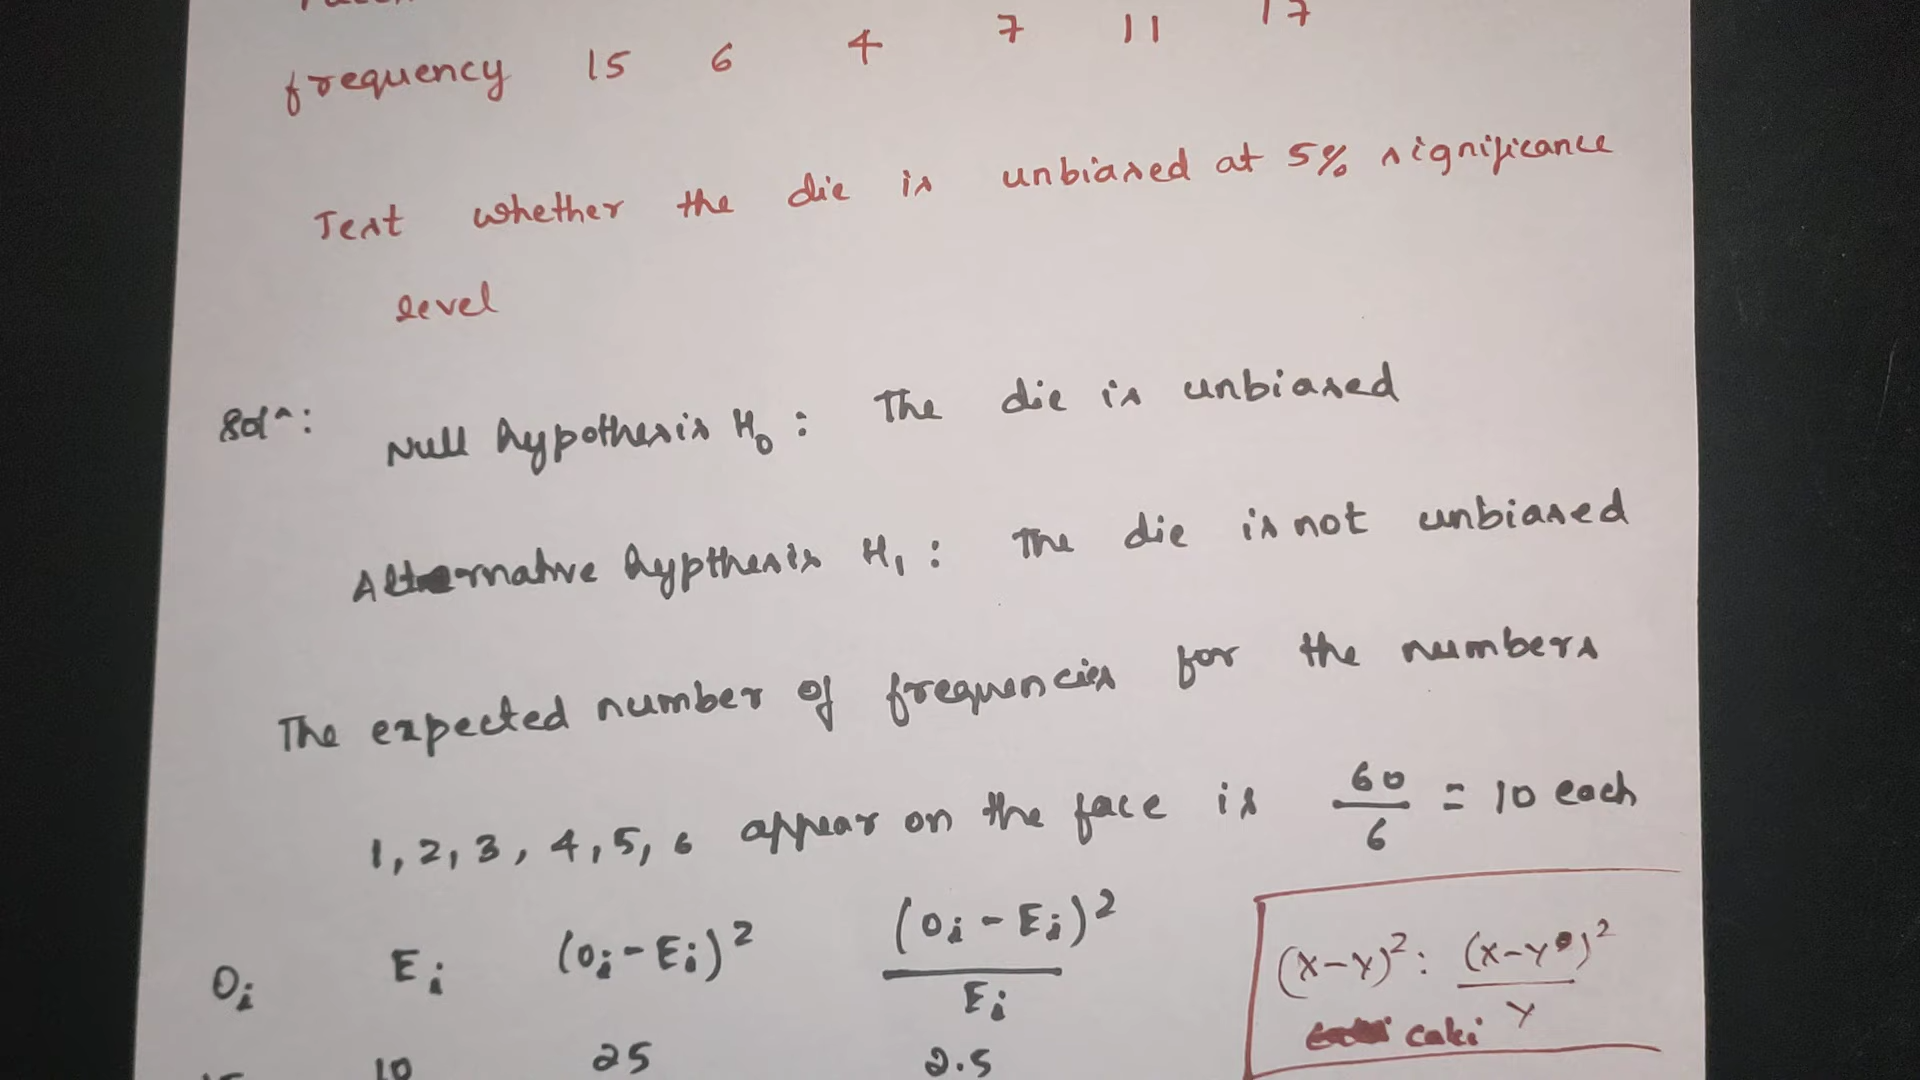 frequency 15 6 4 7 11 17
Test whether the die is unbiased at 5% significance
level
Solⁿ:
Null hypothesis H₀ : The die is unbiased
Alternative hypthesis H₁ : The die is not unbiased
The expected number of frequencies for the numbers
1, 2, 3, 4, 5, 6 appear on the face is 60/6 = 10 each
Oᵢ Eᵢ (Oᵢ - Eᵢ)² (Oᵢ - Eᵢ)²/Eᵢ
10 25 2.5
(x-y)² : (x-y)²/y
calci